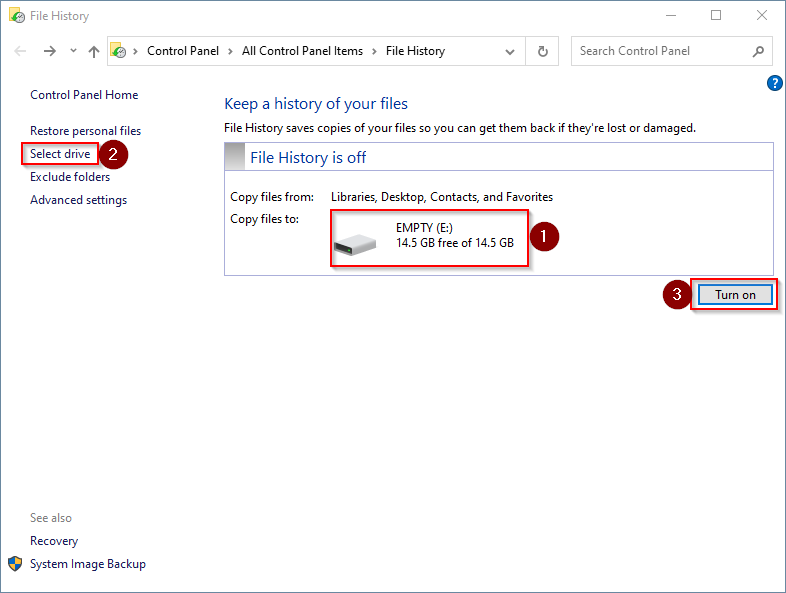 File History
Control Panel > All Control Panel Items > File History
Search Control Panel
?
Control Panel Home
Restore personal files
Select drive
2
Exclude folders
Advanced settings
Keep a history of your files
File History saves copies of your files so you can get them back if they're lost or damaged.
File History is off
Copy files from: Libraries, Desktop, Contacts, and Favorites
Copy files to:
EMPTY (E:)
14.5 GB free of 14.5 GB
1
3
Turn on
See also
Recovery
System Image Backup